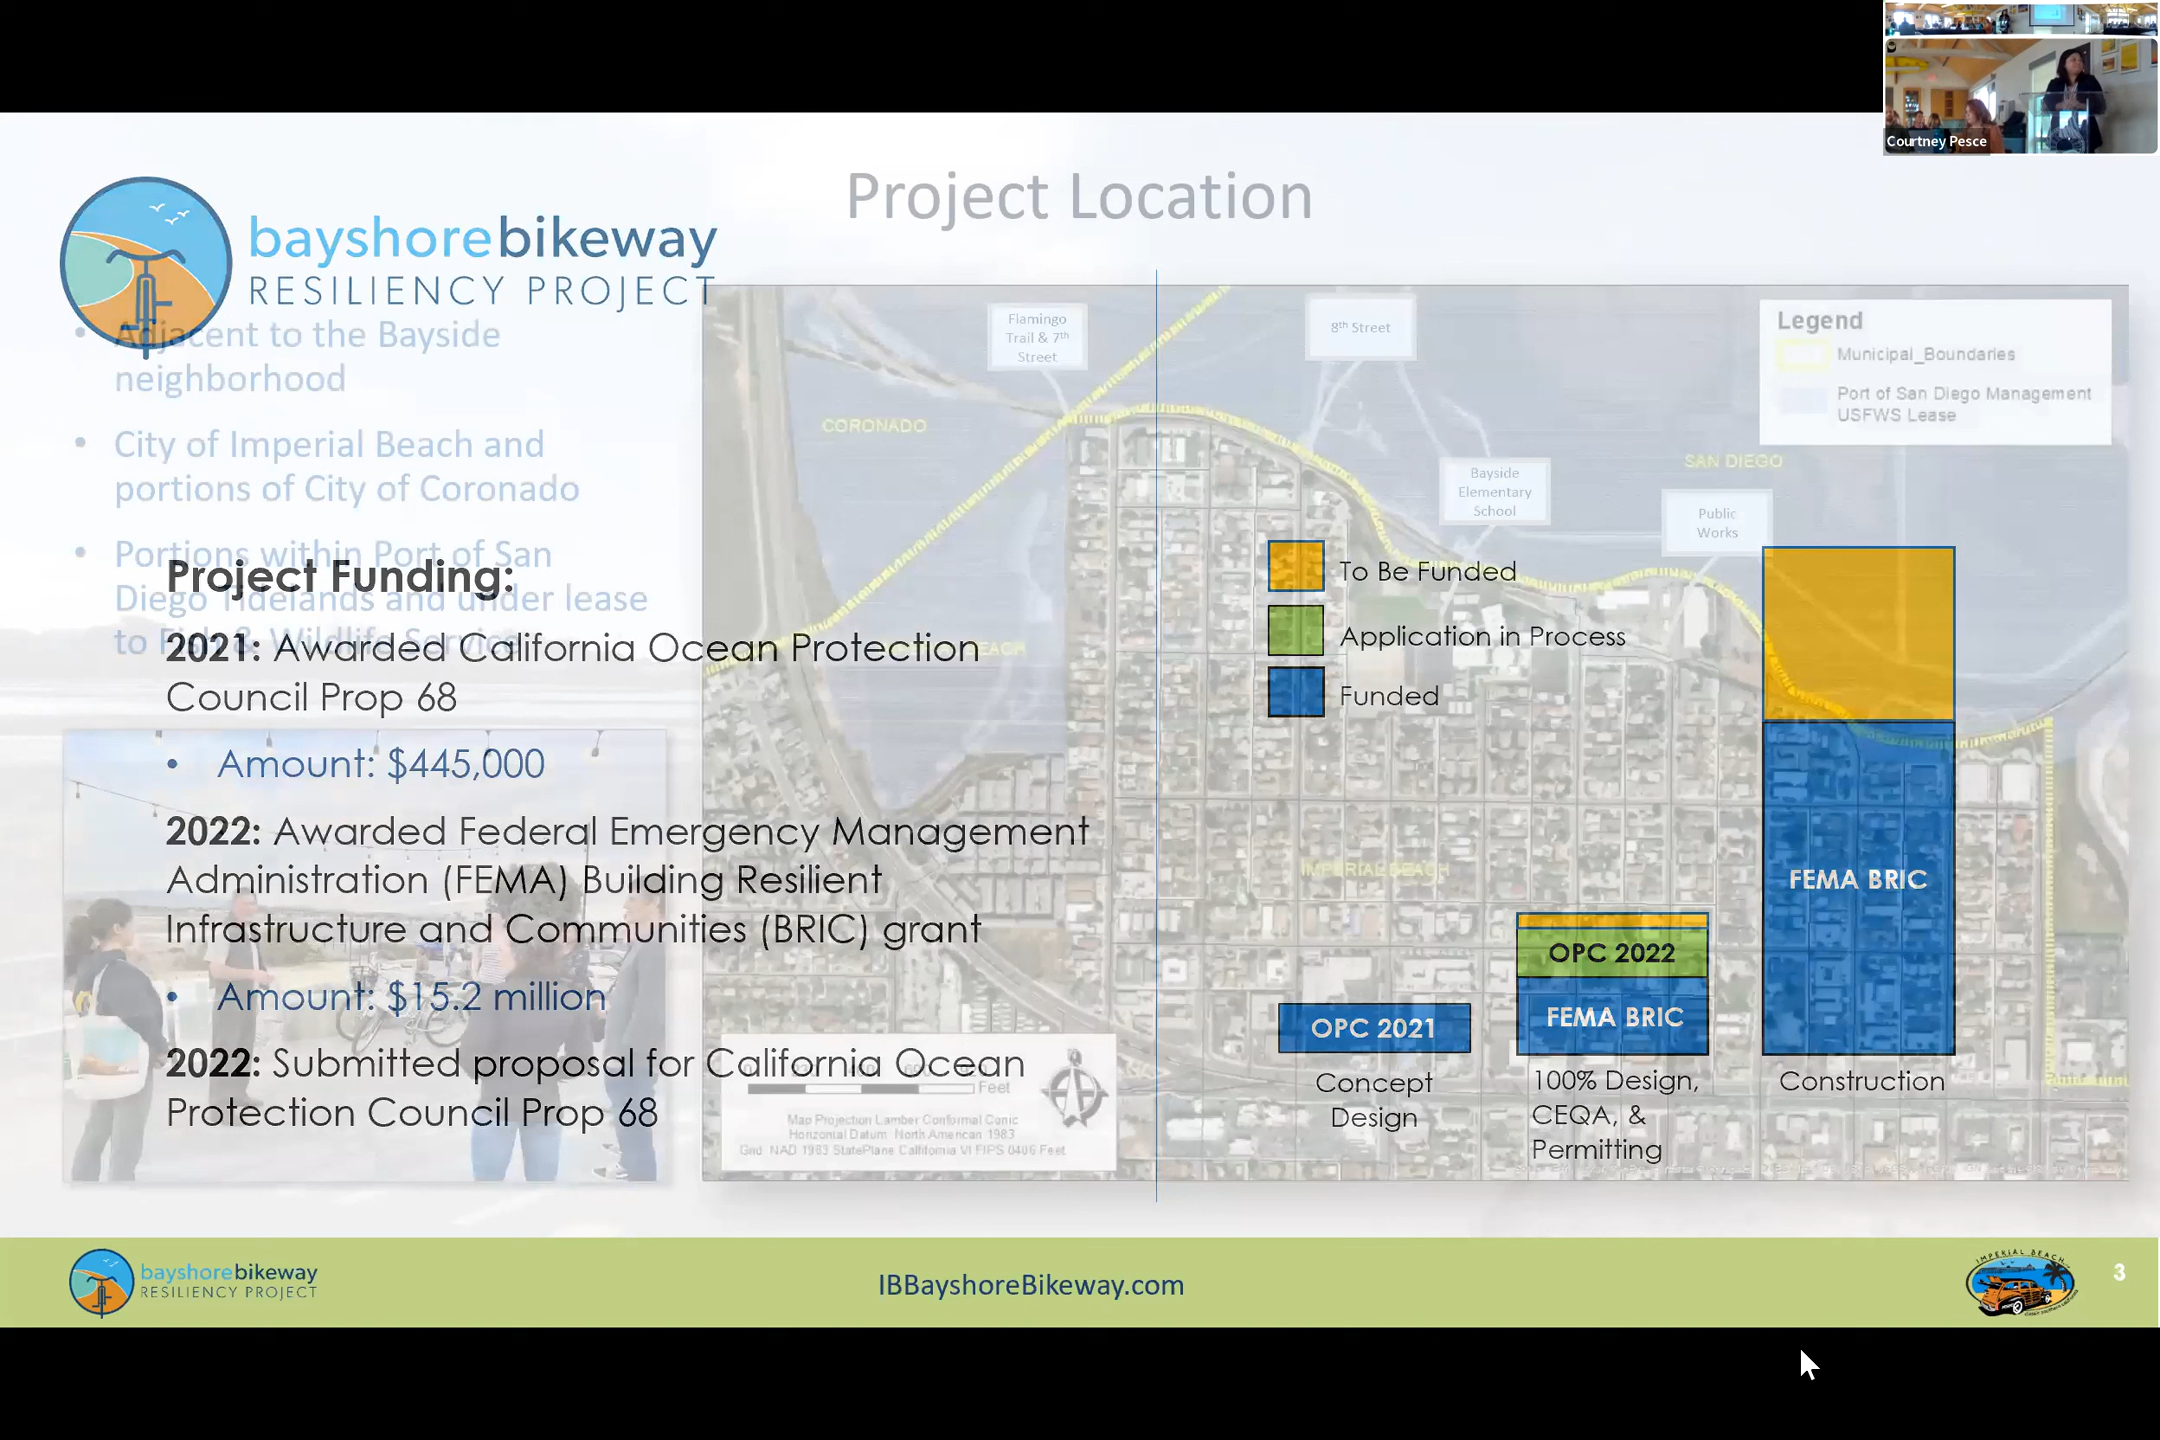 Courtney Pesce
Project Location
bayshorebikeway
RESILIENCY PROJECT
• Adjacent to the Bayside
neighborhood
• City of Imperial Beach and
portions of City of Coronado
• Portions within Port of San
Diego Tidelands and under lease
to Fish & Wildlife Service
Project Funding:
2021: Awarded California Ocean Protection
Council Prop 68
• Amount: $445,000
2022: Awarded Federal Emergency Management
Administration (FEMA) Building Resilient
Infrastructure and Communities (BRIC) grant
• Amount: $15.2 million
2022: Submitted proposal for California Ocean
Protection Council Prop 68
Flamingo
Trail & 7th
Street
8th Street
Legend
Municipal_Boundaries
Port of San Diego Management
USFWS Lease
CORONADO
SAN DIEGO
Bayside
Elementary
School
Public
Works
To Be Funded
Application in Process
Funded
BEACH
IMPERIAL BEACH
FEMA BRIC
OPC 2022
FEMA BRIC
OPC 2021
Concept
Design
100% Design,
CEQA, &
Permitting
Construction
Feet
Map Projection Lamber Conformal Conic
Horizontal Datum: North American 1983
Grid: NAD 1983 StatePlane California VI FIPS 0406 Feet
bayshorebikeway
RESILIENCY PROJECT
IBBayshoreBikeway.com
IMPERIAL BEACH
3